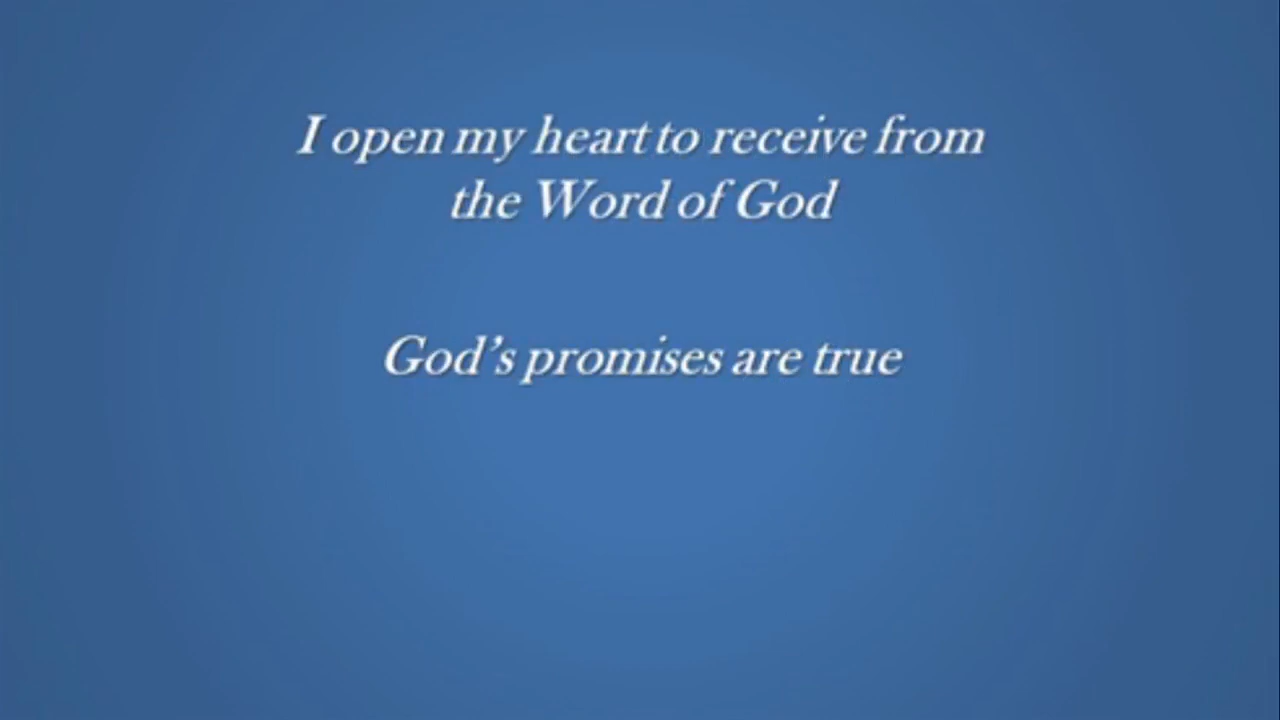 I open my heart to receive from
the Word of God
God's promises are true